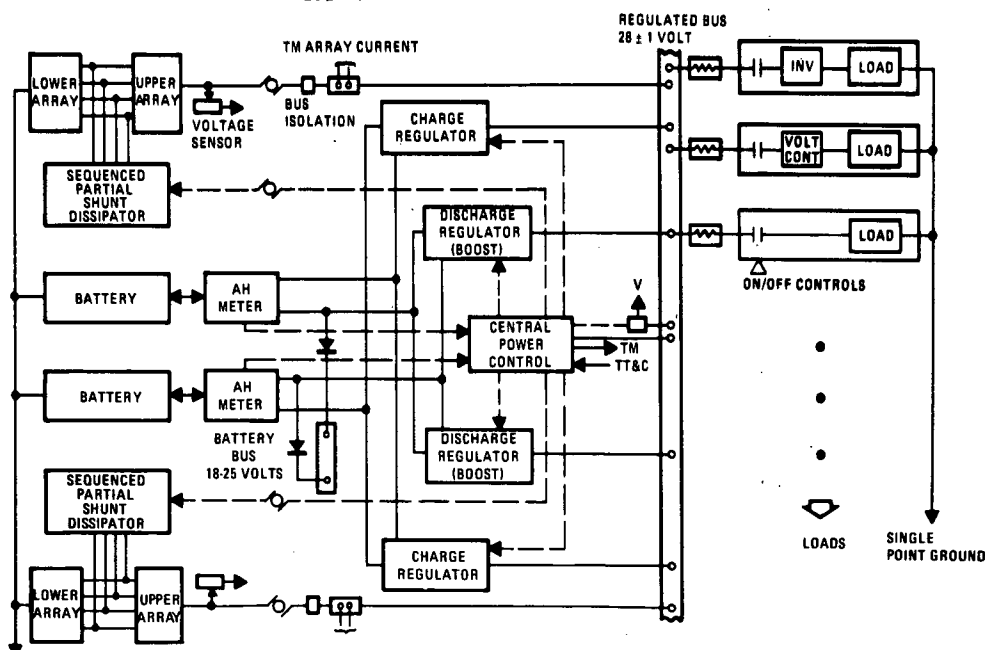 REGULATED BUS
28 ± 1 VOLT
TM ARRAY CURRENT
LOWER
ARRAY
UPPER
ARRAY
VOLTAGE
SENSOR
BUS
ISOLATION
CHARGE
REGULATOR
INV
LOAD
VOLT
CONT
LOAD
SEQUENCED
PARTIAL
SHUNT
DISSIPATOR
DISCHARGE
REGULATOR
(BOOST)
LOAD
ON/OFF CONTROLS
BATTERY
AH
METER
V
CENTRAL
POWER
CONTROL
TM
TT&C
BATTERY
AH
METER
BATTERY
BUS
18-25 VOLTS
DISCHARGE
REGULATOR
(BOOST)
SEQUENCED
PARTIAL
SHUNT
DISSIPATOR
LOADS
SINGLE
POINT GROUND
CHARGE
REGULATOR
LOWER
ARRAY
UPPER
ARRAY